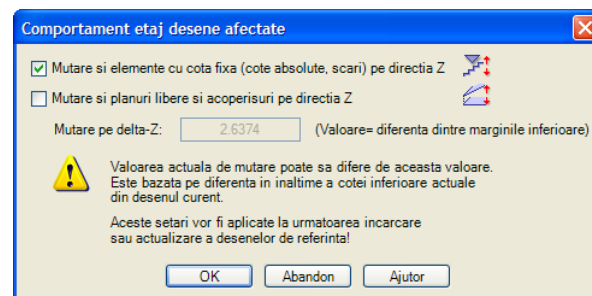 Comportament etaj desene afectate
Mutare si elemente cu cota fixa (cote absolute, scari) pe directia Z
Mutare si planuri libere si acoperisuri pe directia Z
Mutare pe delta-Z: 2.6374 (Valoare= diferenta dintre marginile inferioare)
Valoarea actuala de mutare poate sa difere de aceasta valoare.
Este bazata pe diferenta in inaltime a cotei inferioare actuale
din desenul curent.
Aceste setari vor fi aplicate la urmatoarea incarcare
sau actualizare a desenelor de referinta!
OK Abandon Ajutor